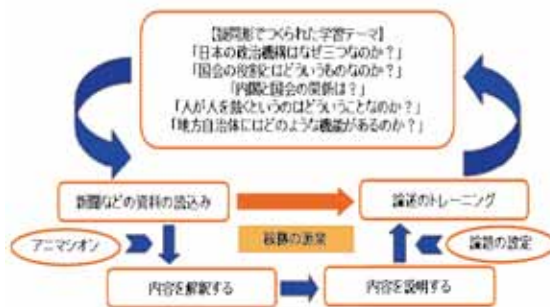 【疑問形でつくられた学習テーマ】
「日本の政治機構はなぜ三つなのか？」
「国会の役割とはどういうものなのか？」
「内閣と国会の関係は？」
「人が人を裁くというのはどういうことなのか？」
「地方自治体にはどのような機能があるのか？」
新聞などの資料の読込み
論述のトレーニング
アニマシオン
論題の設定
内容を解釈する
内容を説明する